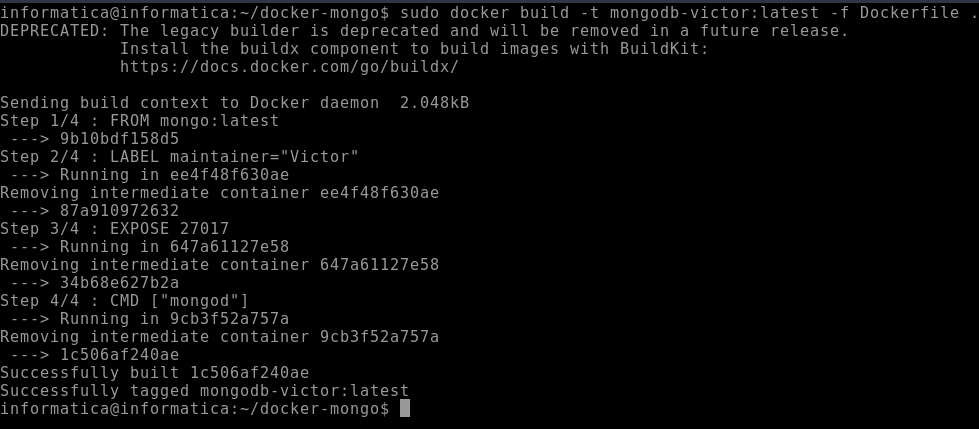 informatica@informatica:~/docker-mongo$ sudo docker build -t mongodb-victor:latest -f Dockerfile .
DEPRECATED: The legacy builder is deprecated and will be removed in a future release.
            Install the buildx component to build images with BuildKit:
            https://docs.docker.com/go/buildx/

Sending build context to Docker daemon  2.048kB
Step 1/4 : FROM mongo:latest
 ---> 9b10bdf158d5
Step 2/4 : LABEL maintainer="Victor"
 ---> Running in ee4f48f630ae
Removing intermediate container ee4f48f630ae
 ---> 87a910972632
Step 3/4 : EXPOSE 27017
 ---> Running in 647a61127e58
Removing intermediate container 647a61127e58
 ---> 34b68e627b2a
Step 4/4 : CMD ["mongod"]
 ---> Running in 9cb3f52a757a
Removing intermediate container 9cb3f52a757a
 ---> 1c506af240ae
Successfully built 1c506af240ae
Successfully tagged mongodb-victor:latest
informatica@informatica:~/docker-mongo$